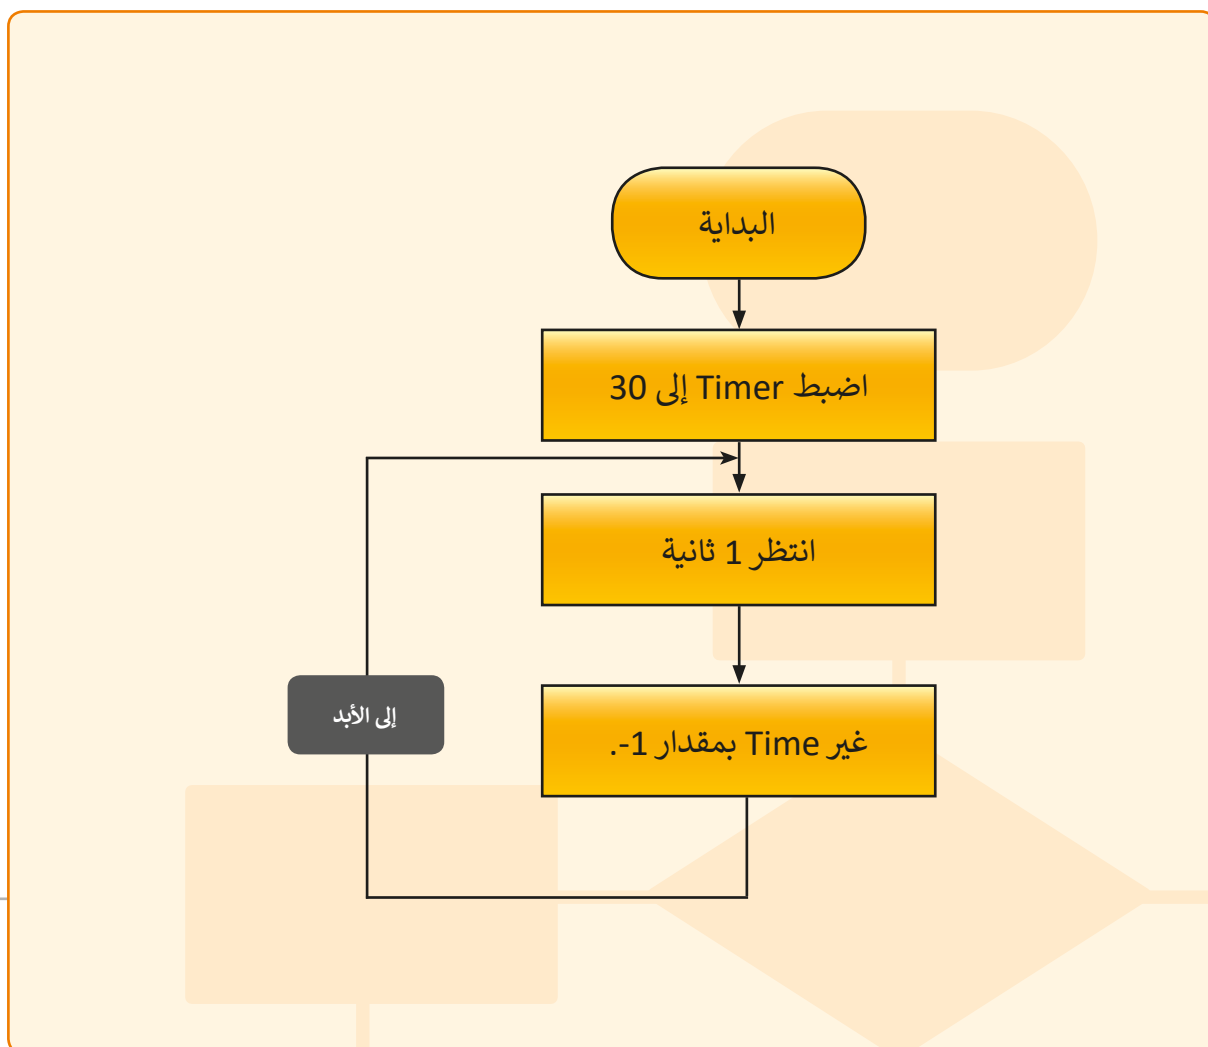 البداية
اضبط Timer إلى 30
انتظر 1 ثانية
إلى الأبد
غير Time بمقدار 1-.